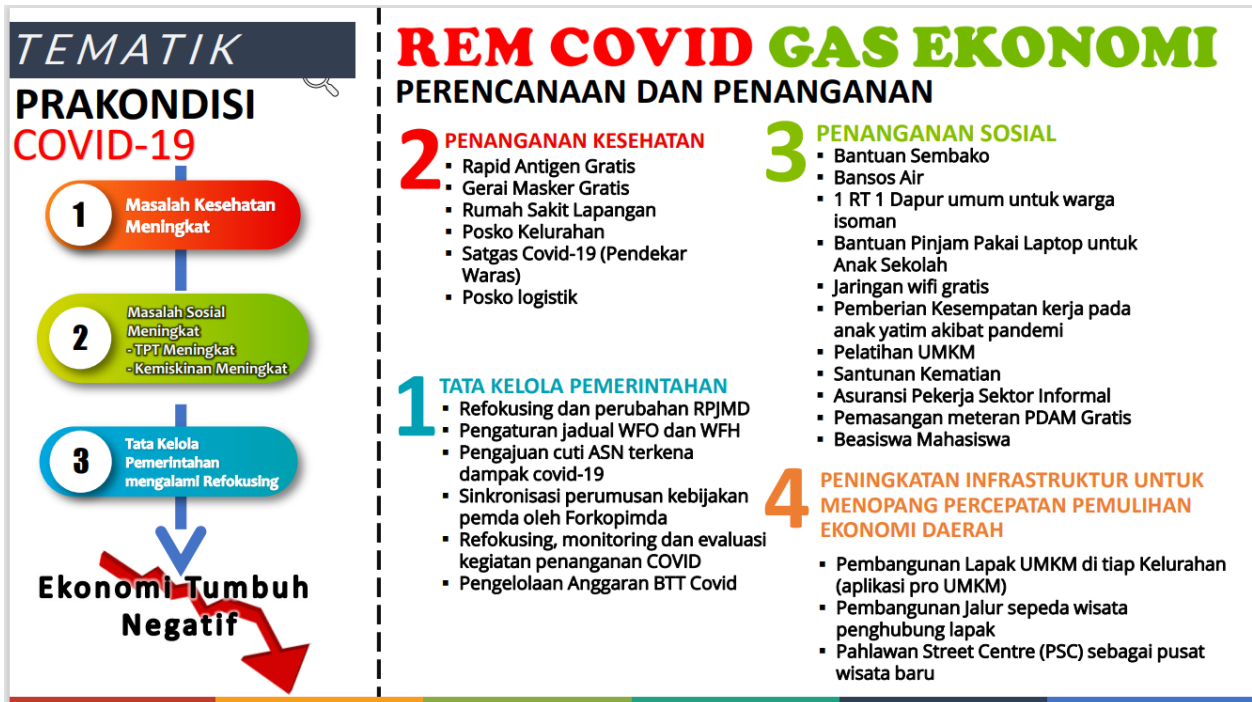 TEMATIK
PRAKONDISI
COVID-19
1
Masalah Kesehatan
Meningkat
2
Masalah Sosial
Meningkat
- TPT Meningkat
- Kemiskinan Meningkat
3
Tata Kelola
Pemerintahan
mengalami Refokusing
Ekonomi Tumbuh
Negatif
REM COVID GAS EKONOMI
PERENCANAAN DAN PENANGANAN
2
PENANGANAN KESEHATAN
▪ Rapid Antigen Gratis
▪ Gerai Masker Gratis
▪ Rumah Sakit Lapangan
▪ Posko Kelurahan
▪ Satgas Covid-19 (Pendekar
Waras)
▪ Posko logistik
1
TATA KELOLA PEMERINTAHAN
▪ Refokusing dan perubahan RPJMD
▪ Pengaturan jadual WFO dan WFH
▪ Pengajuan cuti ASN terkena
dampak covid-19
▪ Sinkronisasi perumusan kebijakan
pemda oleh Forkopimda
▪ Refokusing, monitoring dan evaluasi
kegiatan penanganan COVID
▪ Pengelolaan Anggaran BTT Covid
3
PENANGANAN SOSIAL
▪ Bantuan Sembako
▪ Bansos Air
▪ 1 RT 1 Dapur umum untuk warga
isoman
▪ Bantuan Pinjam Pakai Laptop untuk
Anak Sekolah
▪ Jaringan wifi gratis
▪ Pemberian Kesempatan kerja pada
anak yatim akibat pandemi
▪ Pelatihan UMKM
▪ Santunan Kematian
▪ Asuransi Pekerja Sektor Informal
▪ Pemasangan meteran PDAM Gratis
▪ Beasiswa Mahasiswa
4
PENINGKATAN INFRASTRUKTUR UNTUK
MENOPANG PERCEPATAN PEMULIHAN
EKONOMI DAERAH
▪ Pembangunan Lapak UMKM di tiap Kelurahan
(aplikasi pro UMKM)
▪ Pembangunan Jalur sepeda wisata
penghubung lapak
▪ Pahlawan Street Centre (PSC) sebagai pusat
wisata baru